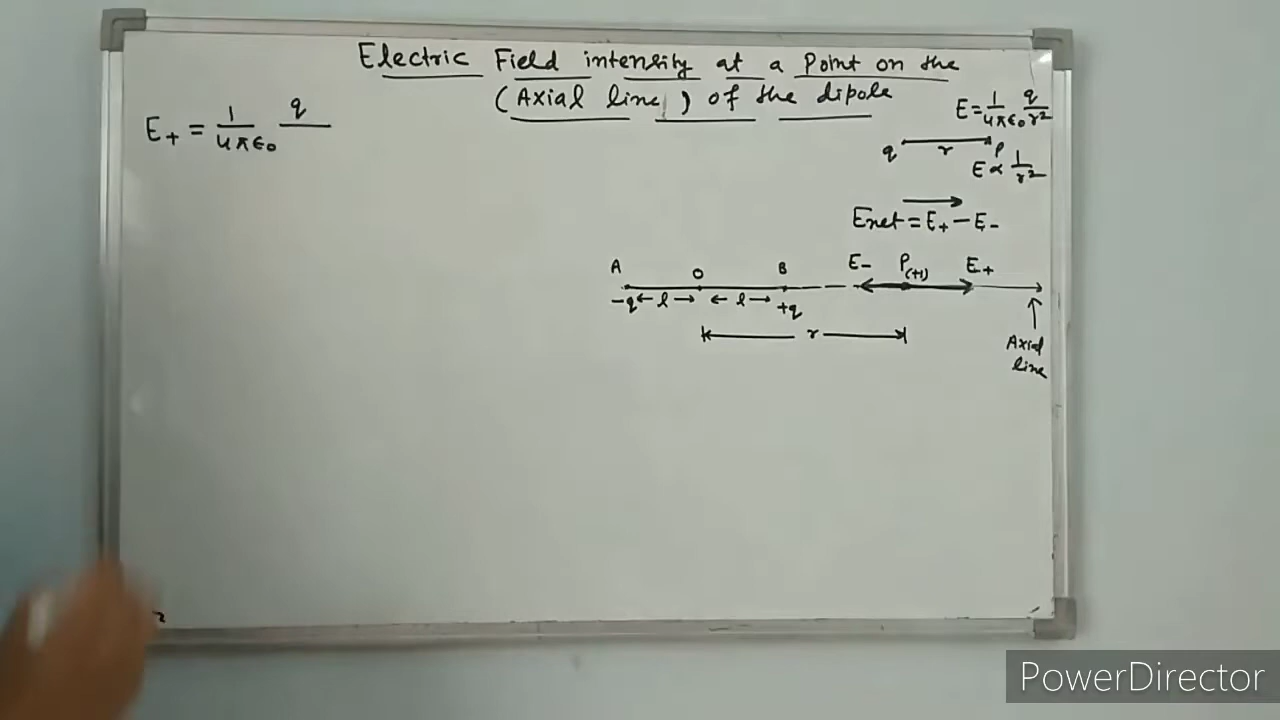 Electric Field intensity at a Point on the
(Axial line) of the dipole
E₊ = 1/4πϵ₀ q/
E = 1/4πϵ₀ q/r²
q r P
E ∝ 1/r²
Enet = E₊ − E₋
A O B E₋ P(+1) E₊
−q ← l → ← l → +q
r
Axial
line
PowerDirector